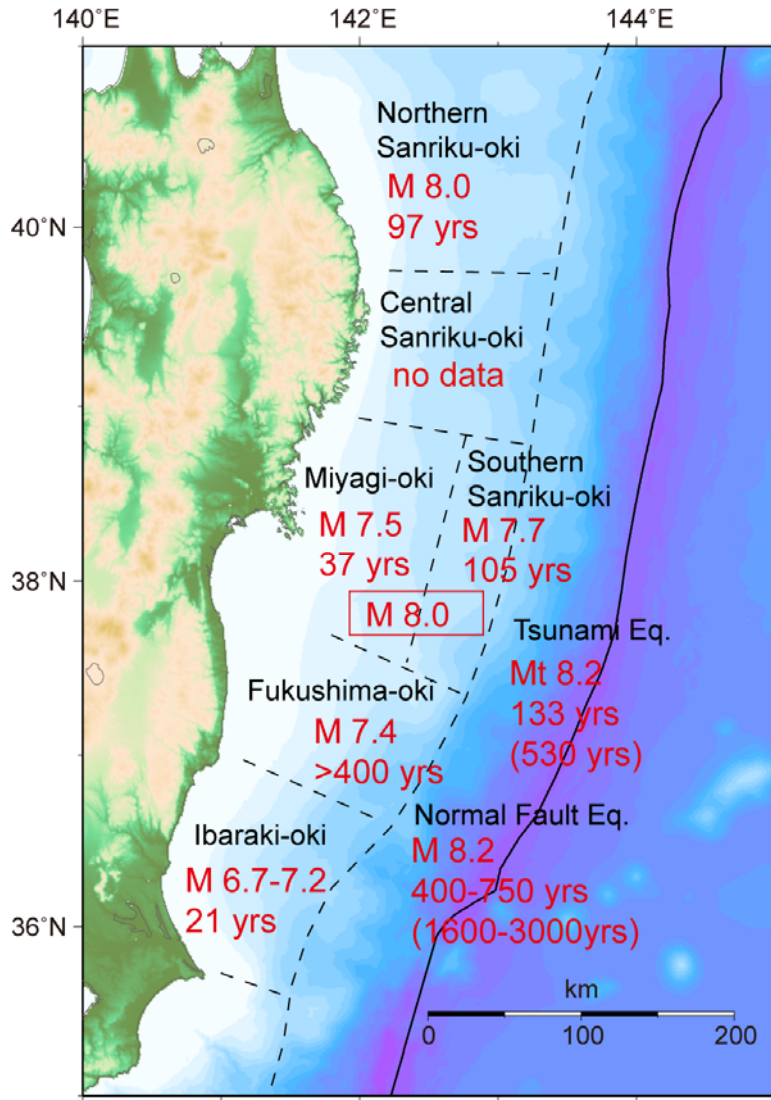 140°E
142°E
144°E
40°N
38°N
36°N
Northern
Sanriku-oki
M 8.0
97 yrs
Central
Sanriku-oki
no data
Miyagi-oki
M 7.5
37 yrs
Southern
Sanriku-oki
M 7.7
105 yrs
M 8.0
Tsunami Eq.
Mt 8.2
133 yrs
(530 yrs)
Fukushima-oki
M 7.4
>400 yrs
Normal Fault Eq.
M 8.2
400-750 yrs
(1600-3000yrs)
Ibaraki-oki
M 6.7-7.2
21 yrs
km
0 100 200